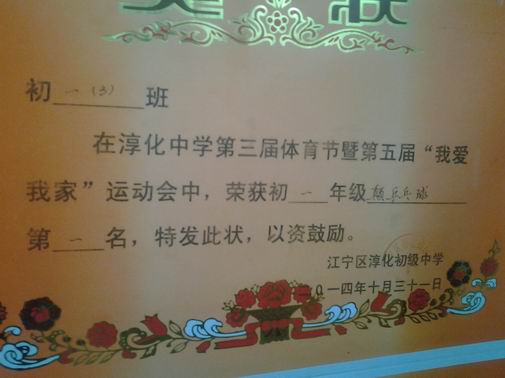 初一（3）班
在淳化中学第三届体育节暨第五届“我爱
我家”运动会中，荣获初一年级颠乒乓球
第一名，特发此状，以资鼓励。
江宁区淳化初级中学
二〇一四年十月三十一日